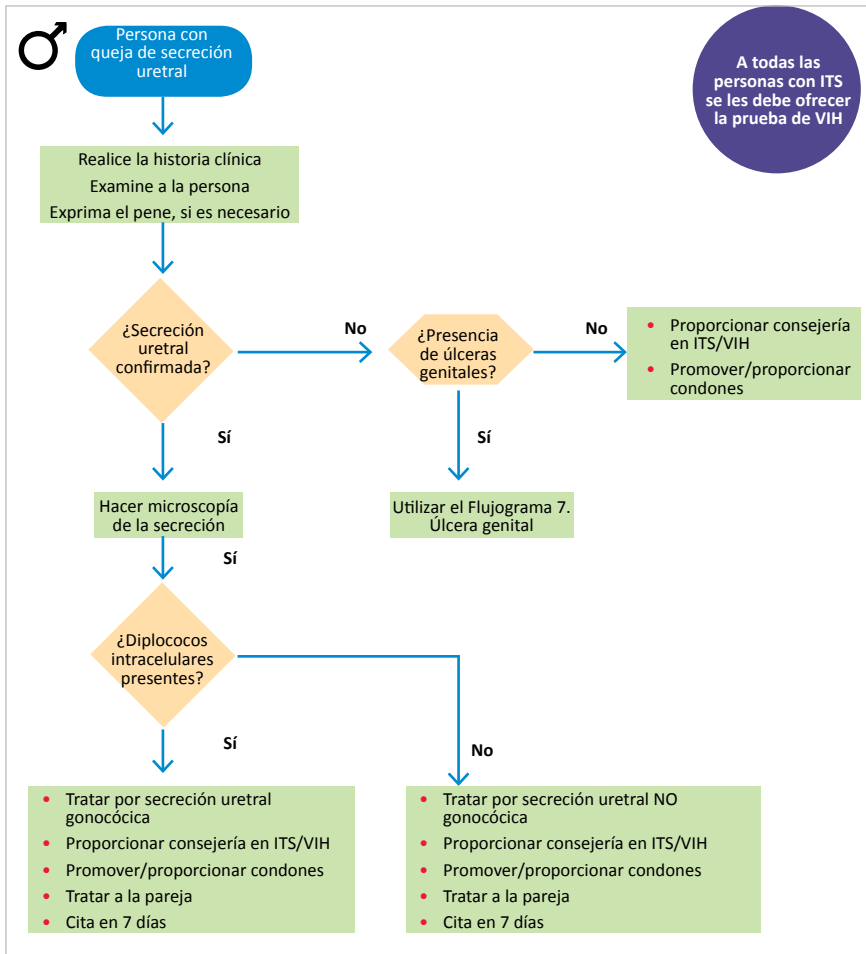 Persona con
queja de secreción
uretral
A todas las
personas con ITS
se les debe ofrecer
la prueba de VIH
Realice la historia clínica
Examine a la persona
Exprima el pene, si es necesario
¿Secreción
uretral
confirmada?
No
¿Presencia
de úlceras
genitales?
No
• Proporcionar consejería
en ITS/VIH
• Promover/proporcionar
condones
Sí
Sí
Hacer microscopía
de la secreción
Utilizar el Flujograma 7.
Úlcera genital
Sí
¿Diplococos
intracelulares
presentes?
Sí
No
• Tratar por secreción uretral
gonocócica
• Proporcionar consejería en ITS/VIH
• Promover/proporcionar condones
• Tratar a la pareja
• Cita en 7 días
• Tratar por secreción uretral NO
gonocócica
• Proporcionar consejería en ITS/VIH
• Promover/proporcionar condones
• Tratar a la pareja
• Cita en 7 días